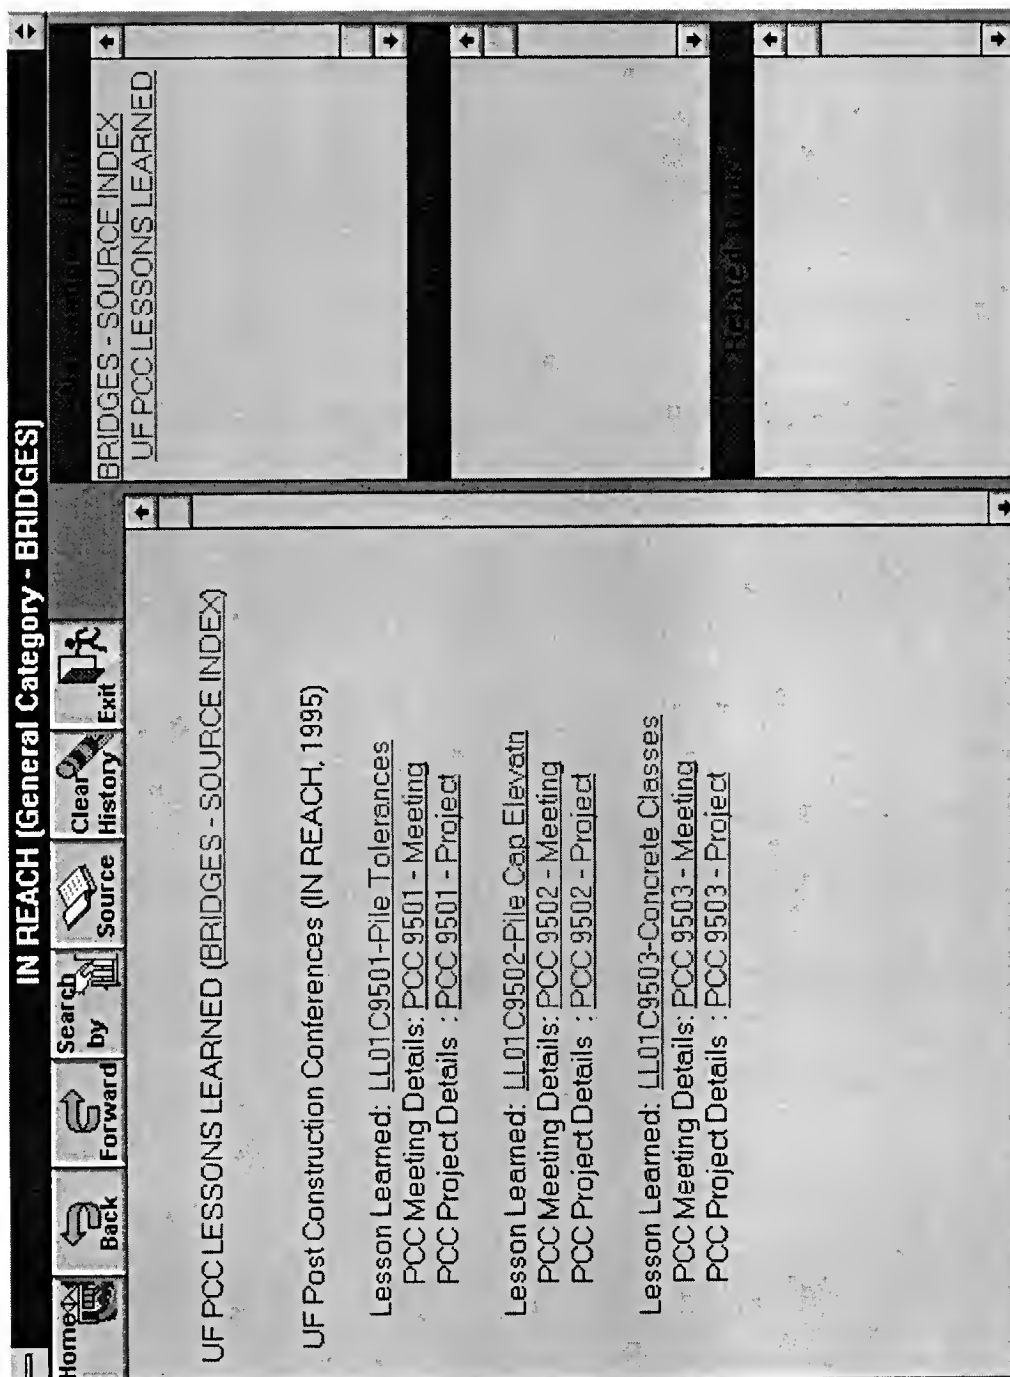 IN REACH [General Category - BRIDGES]
Home
Back
Forward
Search
by
Source
Clear
History
Exit
UF PCC LESSONS LEARNED (BRIDGES - SOURCE INDEX)
UF Post Construction Conferences (IN REACH, 1995)
Lesson Learned: LL01C9501-Pile Tolerances
PCC Meeting Details: PCC 9501 - Meeting
PCC Project Details : PCC 9501 - Project
Lesson Learned: LL01C9502-Pile Cap Elevatn
PCC Meeting Details: PCC 9502 - Meeting
PCC Project Details : PCC 9502 - Project
Lesson Learned: LL01C9503-Concrete Classes
PCC Meeting Details: PCC 9503 - Meeting
PCC Project Details : PCC 9503 - Project
BRIDGES - SOURCE INDEX
UF PCC LESSONS LEARNED